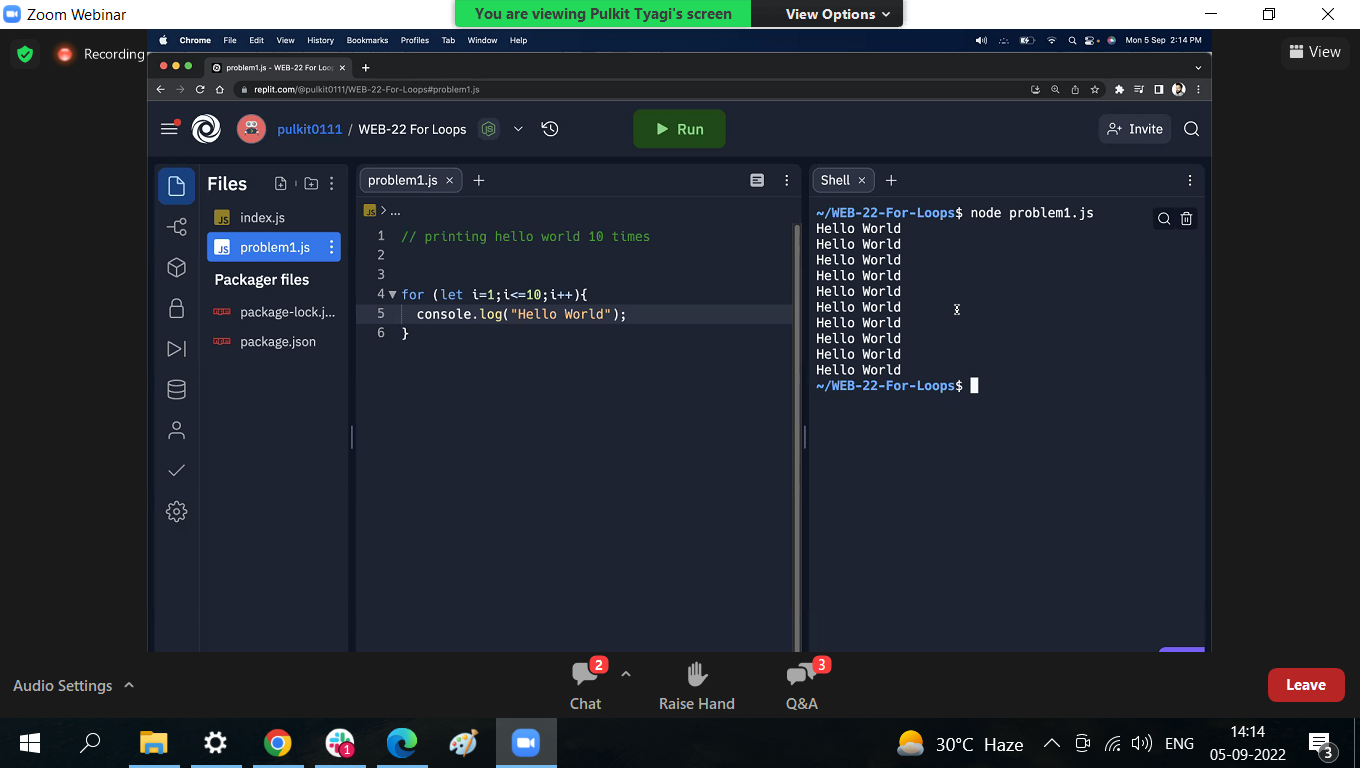 Zoom Webinar
You are viewing Pulkit Tyagi's screen
View Options
Recording
View
Chrome File Edit View History Bookmarks Profiles Tab Window Help
Mon 5 Sep 2:14 PM
problem1.js - WEB-22 For Loo
replit.com/@pulkit0111/WEB-22-For-Loops#problem1.js
pulkit0111 / WEB-22 For Loops
Run
Invite
Files
index.js
problem1.js
Packager files
package-lock.j...
package.json
problem1.js
JS > ...
1 // printing hello world 10 times
2
3
4 for (let i=1;i<=10;i++){
5 console.log("Hello World");
6 }
Shell
~/WEB-22-For-Loops$ node problem1.js
Hello World
Hello World
Hello World
Hello World
Hello World
Hello World
Hello World
Hello World
Hello World
Hello World
~/WEB-22-For-Loops$
Audio Settings
2
Chat
Raise Hand
3
Q&A
Leave
1
30°C Haze
ENG
14:14
05-09-2022
3